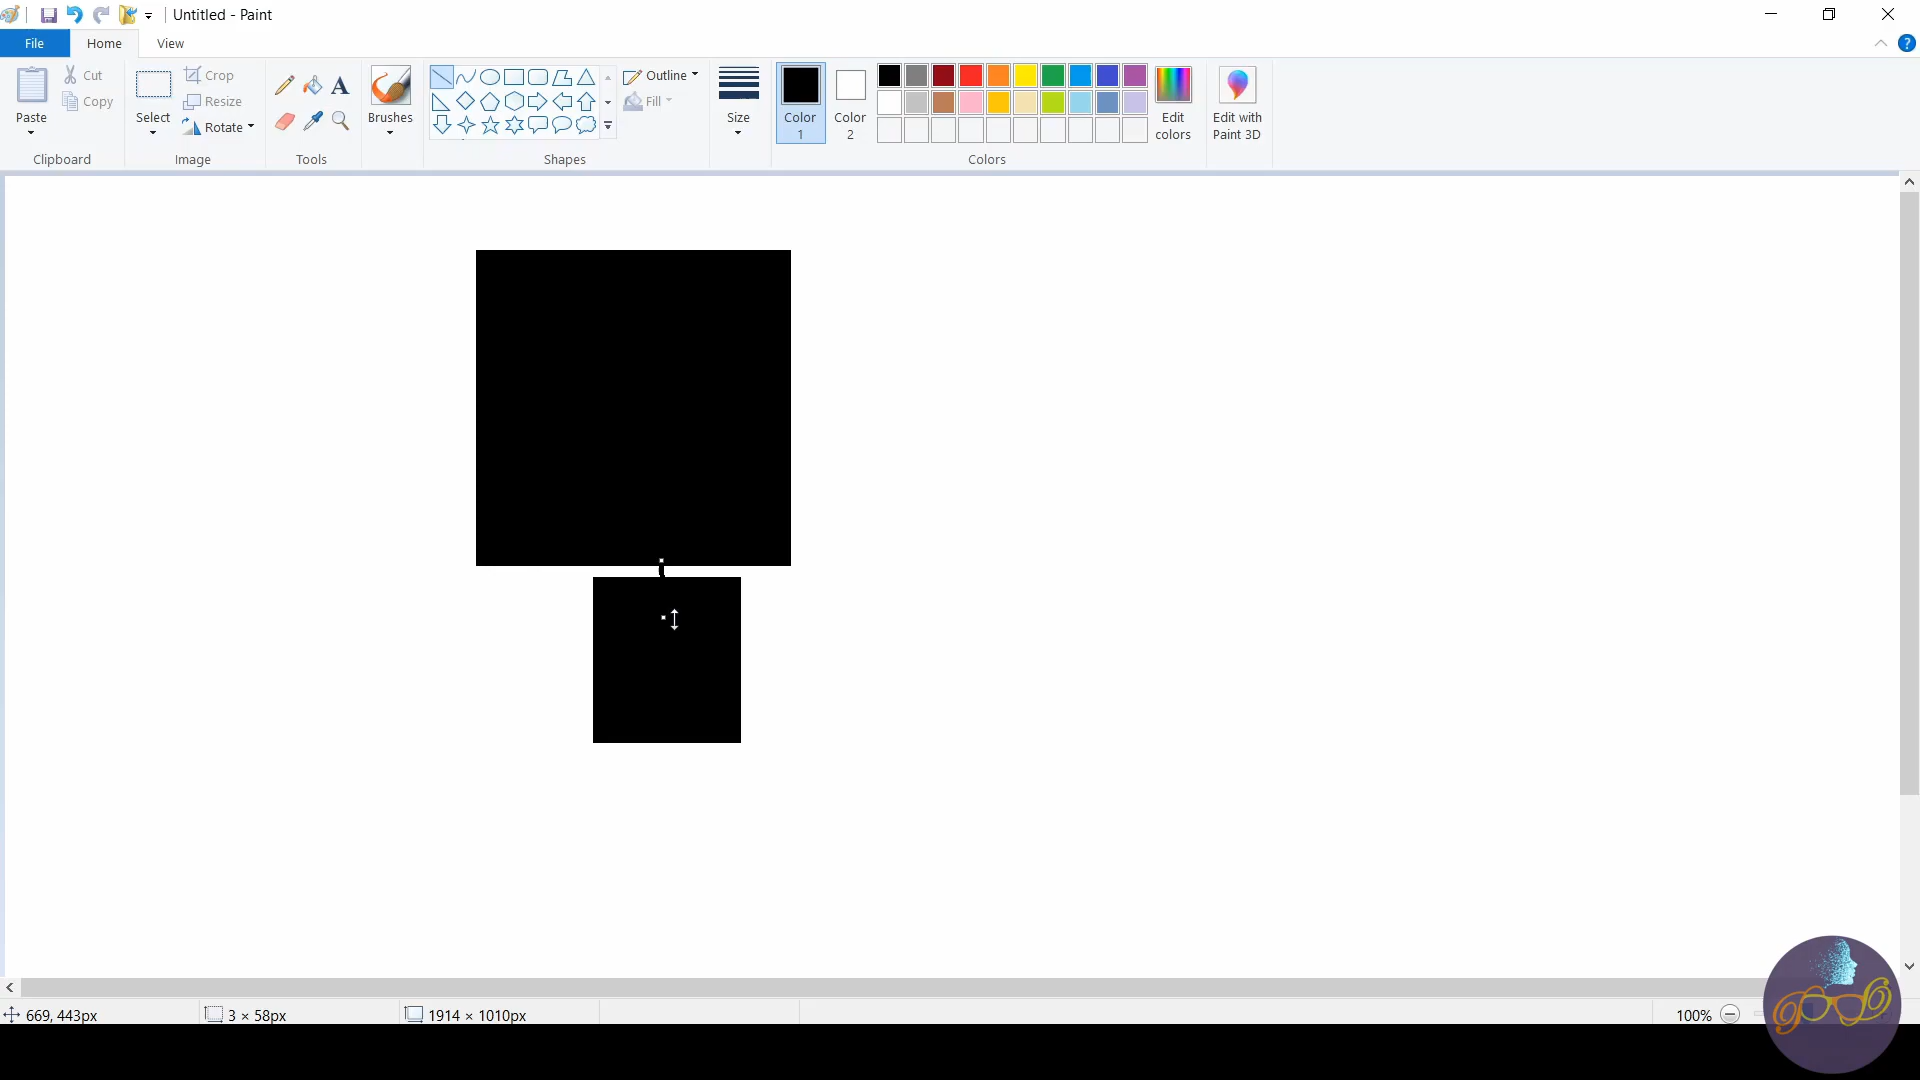 Untitled - Paint
File Home View
Paste
Cut
Copy
Clipboard
Select
Crop
Resize
Rotate
Image
A
Tools
Brushes
Outline
Fill
Shapes
Size
Color 1
Color 2
Edit colors
Colors
Edit with Paint 3D
?
669, 443px 3 × 58px 1914 × 1010px 100%